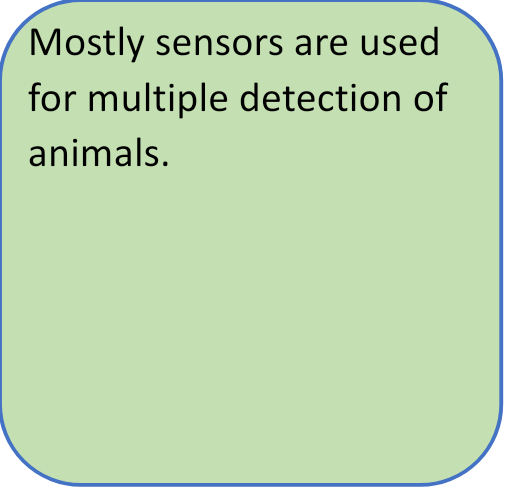 Mostly sensors are used
for multiple detection of
animals.